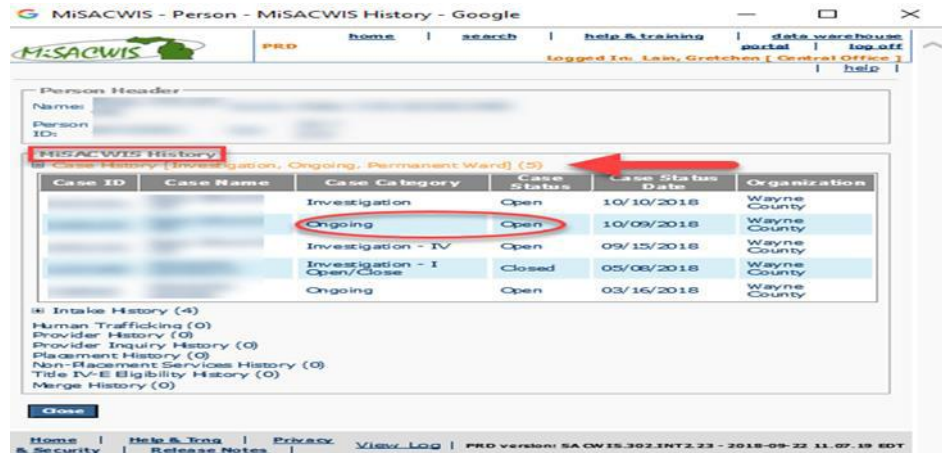 MiSACWIS - Person - MiSACWIS History - Google
MiSACWIS
PRD
home | search | help & training | data warehouse
portal | log off
Logged In: Lain, Gretchen [ Central Office ]
| help |
Person Header
Name:
Person
ID:
MiSACWIS History
Case History [Investigation, Ongoing, Permanent Ward] (5)
Case ID Case Name Case Category Case Status Case Status Date Organization
Investigation Open 10/10/2018 Wayne County
Ongoing Open 10/09/2018 Wayne County
Investigation - IV Open 09/15/2018 Wayne County
Investigation - I Open/Close Closed 05/08/2018 Wayne County
Ongoing Open 03/16/2018 Wayne County
Intake History (4)
Human Trafficking (0)
Provider History (0)
Provider Inquiry History (0)
Placement History (0)
Non-Placement Services History (0)
Title IV-E Eligibility History (0)
Merge History (0)
Close
Home | Help & Trng | Privacy
& Security | Release Notes |
View Log | PRD version: SACWIS.302.INT2.23 - 2018-09-22 11.07.19 EDT